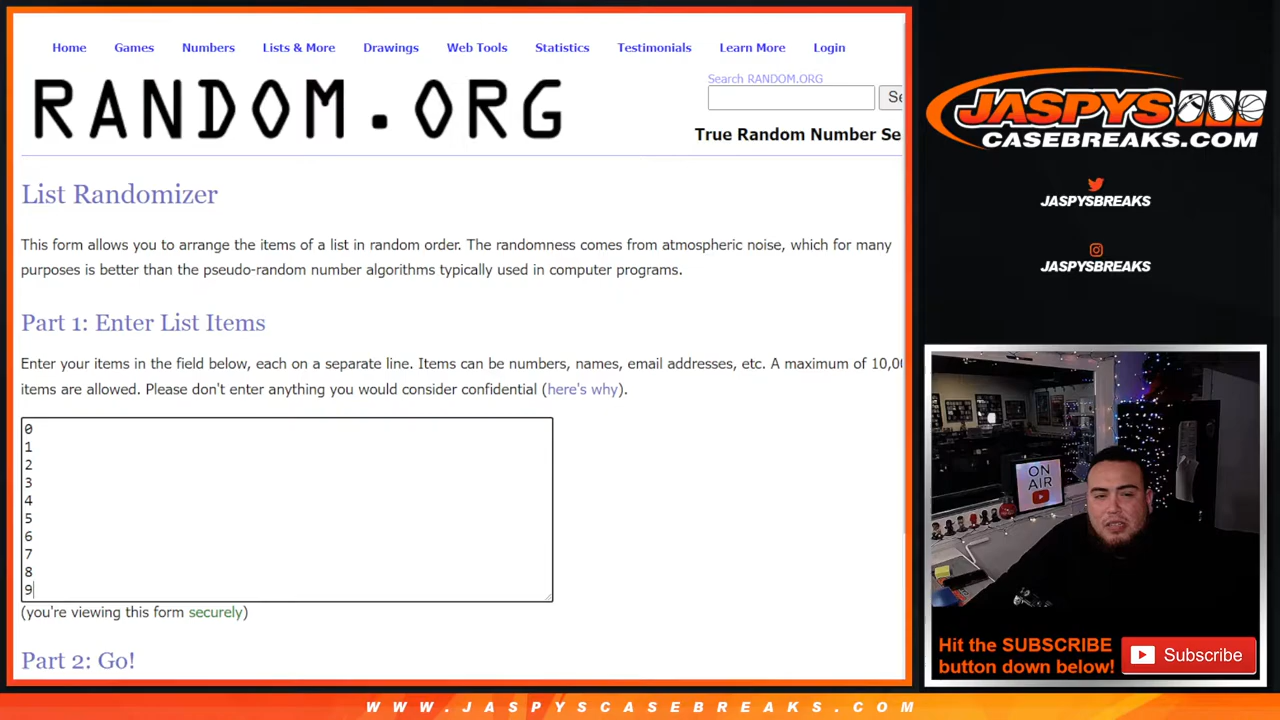 Home Games Numbers Lists & More Drawings Web Tools Statistics Testimonials Learn More Login
RANDOM.ORG
Search RANDOM.ORG
Se
True Random Number Se
List Randomizer
This form allows you to arrange the items of a list in random order. The randomness comes from atmospheric noise, which for many
purposes is better than the pseudo-random number algorithms typically used in computer programs.
Part 1: Enter List Items
Enter your items in the field below, each on a separate line. Items can be numbers, names, email addresses, etc. A maximum of 10,00
items are allowed. Please don't enter anything you would consider confidential (here's why).
0
1
2
3
4
5
6
7
8
9
(you're viewing this form securely)
Part 2: Go!
JASPYS
CASEBREAKS.COM
JASPYSBREAKS
JASPYSBREAKS
ON
AIR
Hit the SUBSCRIBE
button down below!
Subscribe
WWW.JASPYSCASEBREAKS.COM